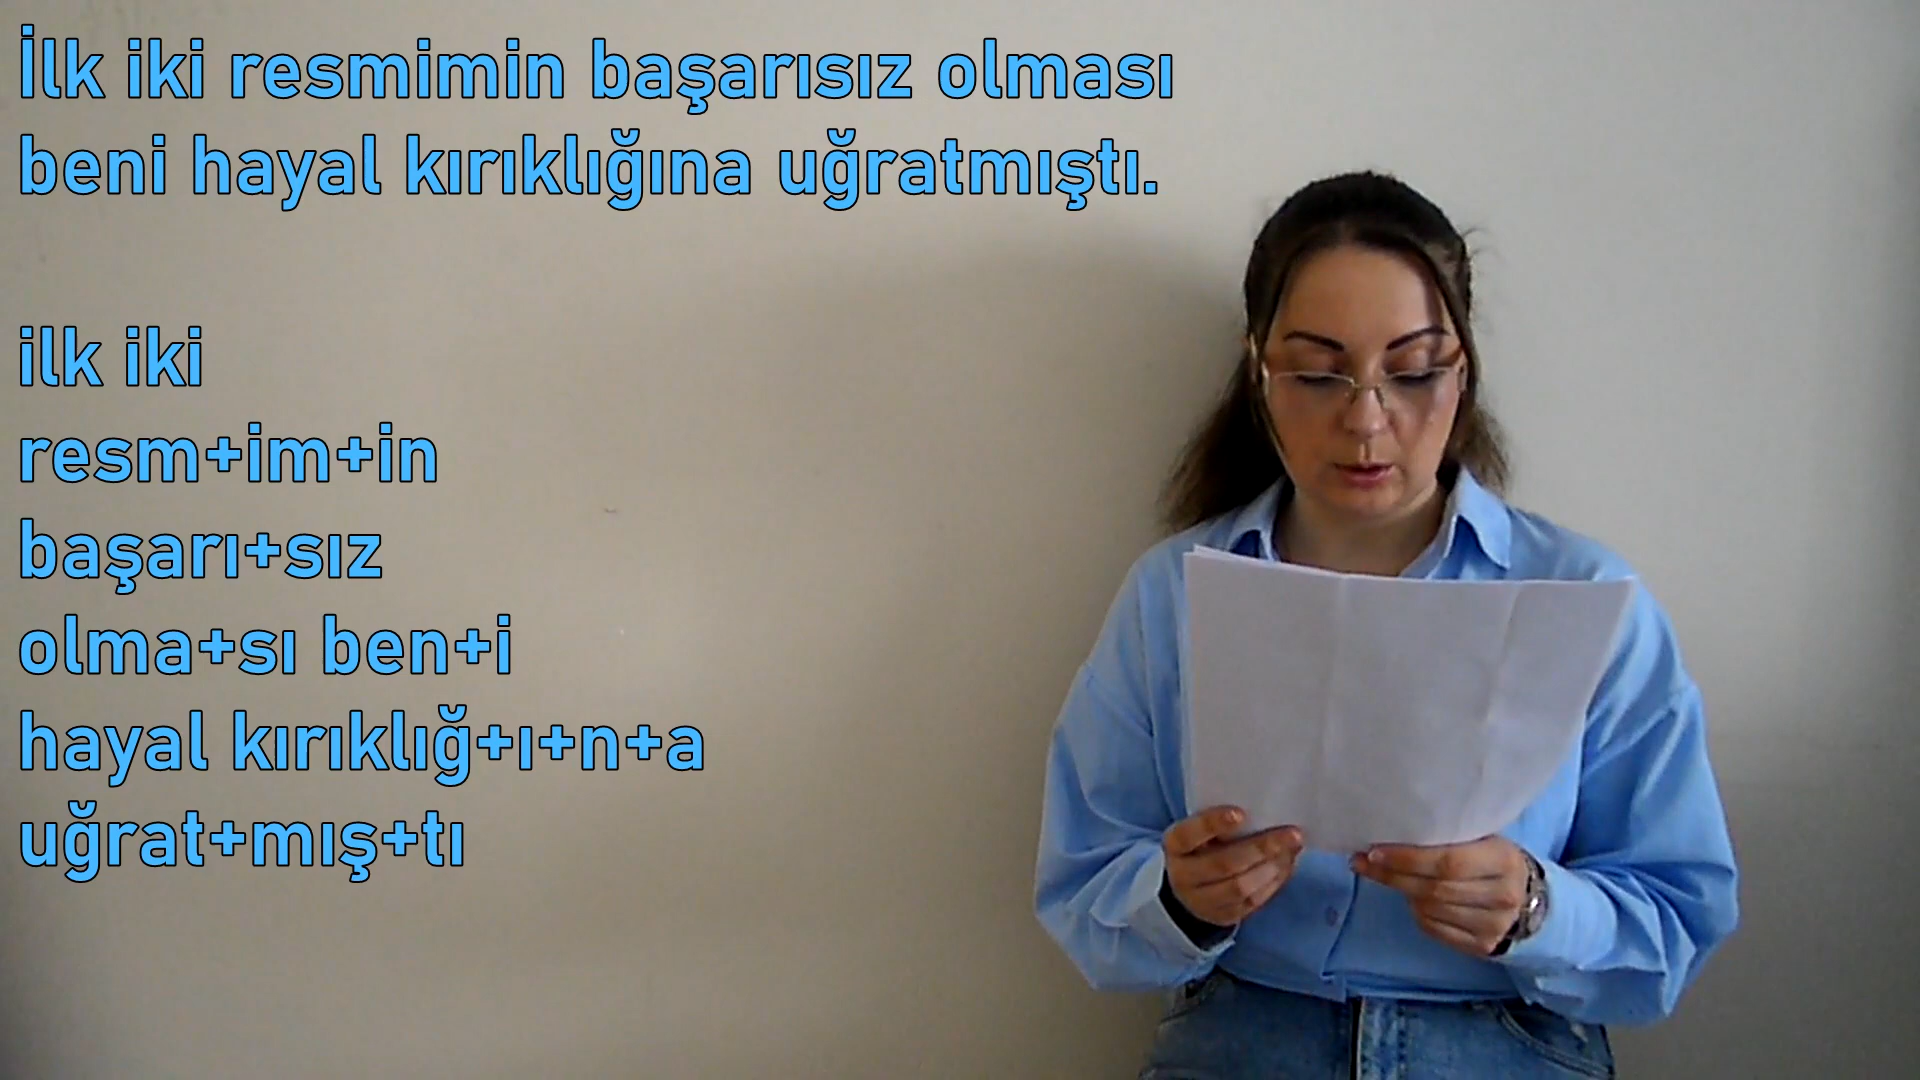 İlk iki resmimin başarısız olması
beni hayal kırıklığına uğratmıştı.
ilk iki
resm+im+in
başarı+sız
olma+sı ben+i
hayal kırıklığ+ı+n+a
uğrat+mış+tı